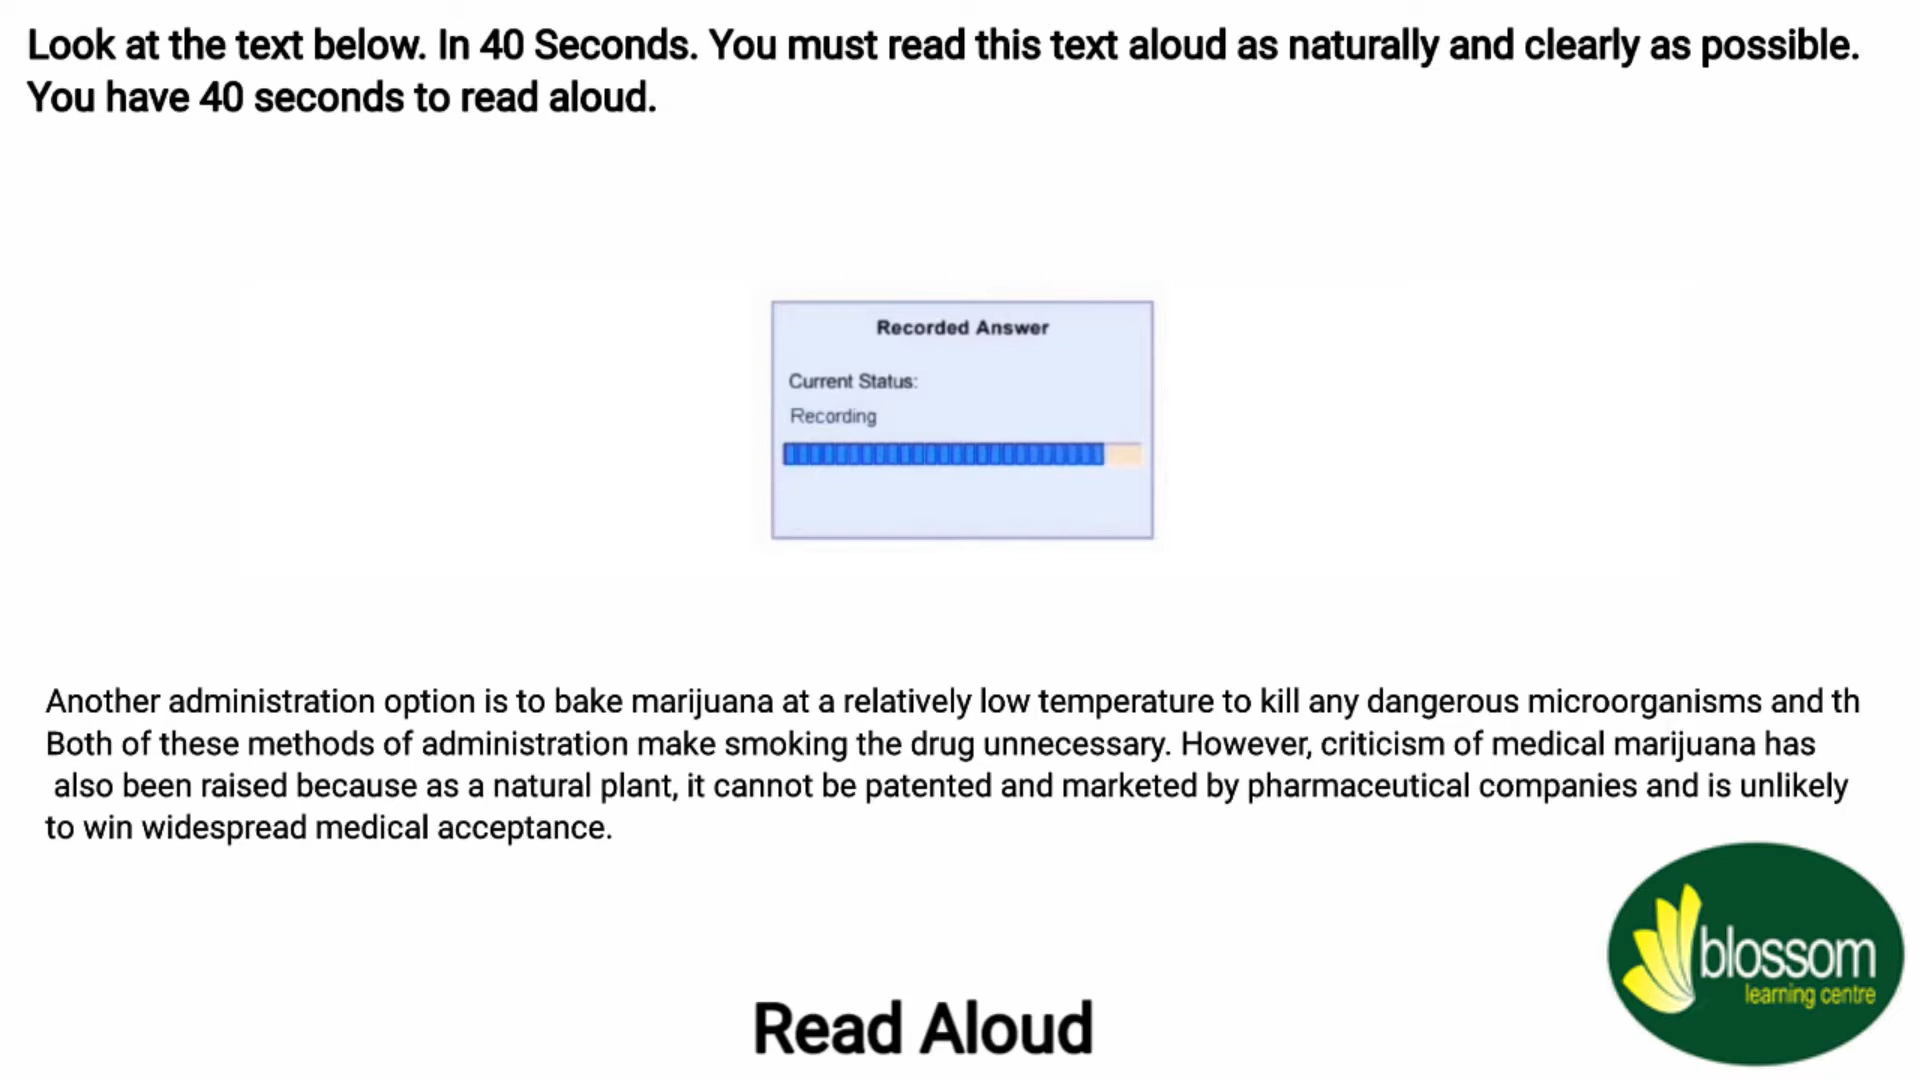 Look at the text below. In 40 Seconds. You must read this text aloud as naturally and clearly as possible.
You have 40 seconds to read aloud.
Recorded Answer
Current Status:
Recording
Another administration option is to bake marijuana at a relatively low temperature to kill any dangerous microorganisms and th
Both of these methods of administration make smoking the drug unnecessary. However, criticism of medical marijuana has
also been raised because as a natural plant, it cannot be patented and marketed by pharmaceutical companies and is unlikely
to win widespread medical acceptance.
blossom
learning centre
Read Aloud